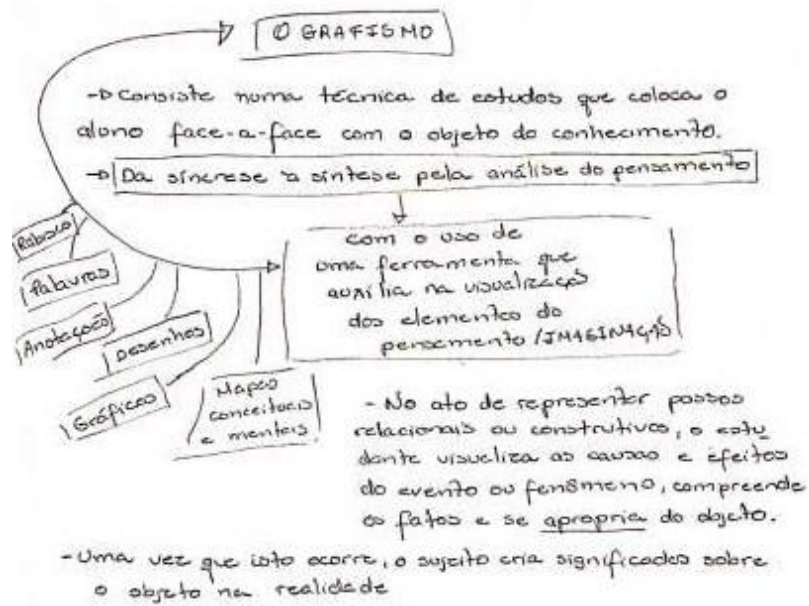 O GRAFISMO
→ Consiste numa técnica de estudos que coloca o
aluno face-a-face com o objeto do conhecimento.
→ Da síncrese à síntese pela análise do pensamento
com o uso de
uma ferramenta que
auxilia na visualização
dos elementos do
pensamento / IMAGINAÇÃO
Rabisco
Palavras
Anotações
Desenhos
Gráficos
Mapas
conceituais
e mentais
- No ato de representar passos
relacionais ou construtivos, o estu
dante visualiza as causas e efeitos
do evento ou fenômeno, compreende
os fatos e se apropria do objeto.
- Uma vez que isto ocorre, o sujeito cria significados sobre
o objeto na realidade